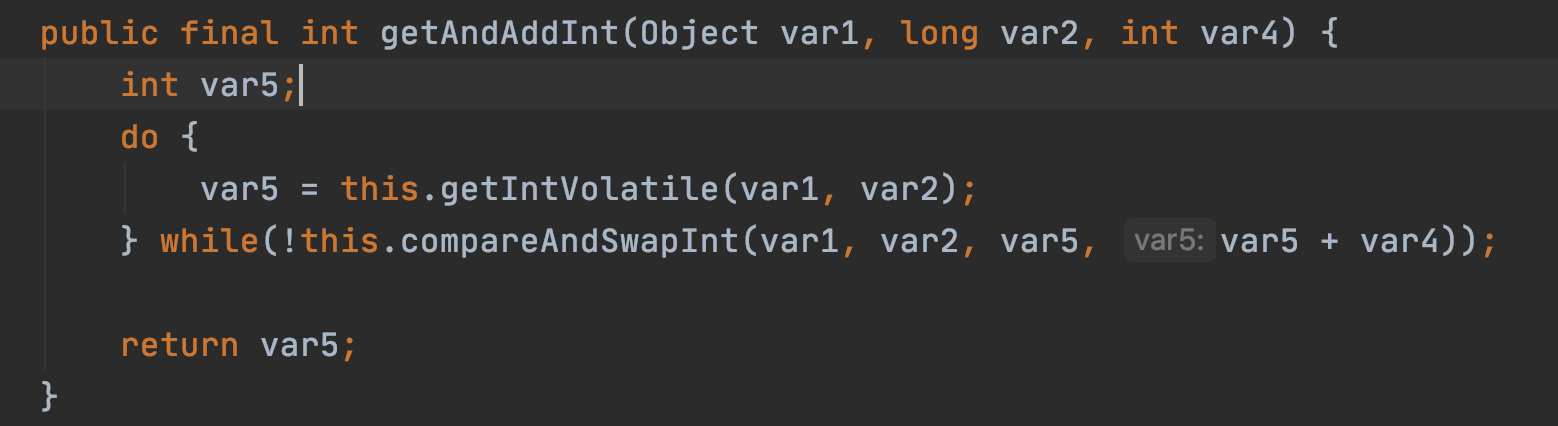 public final int getAndAddInt(Object var1, long var2, int var4) {
int var5;
do {
var5 = this.getIntVolatile(var1, var2);
} while(!this.compareAndSwapInt(var1, var2, var5, var5: var5 + var4));
return var5;
}